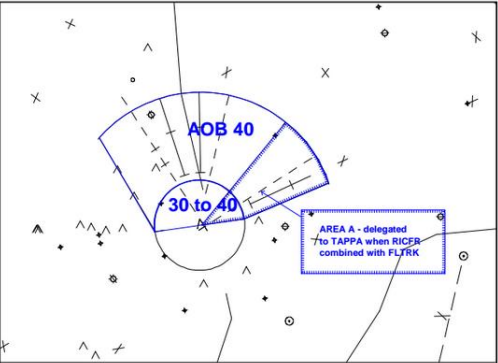 AOB 40
30 to 40
AREA A - delegated
to TAPPA when RICFR
combined with FLTRK